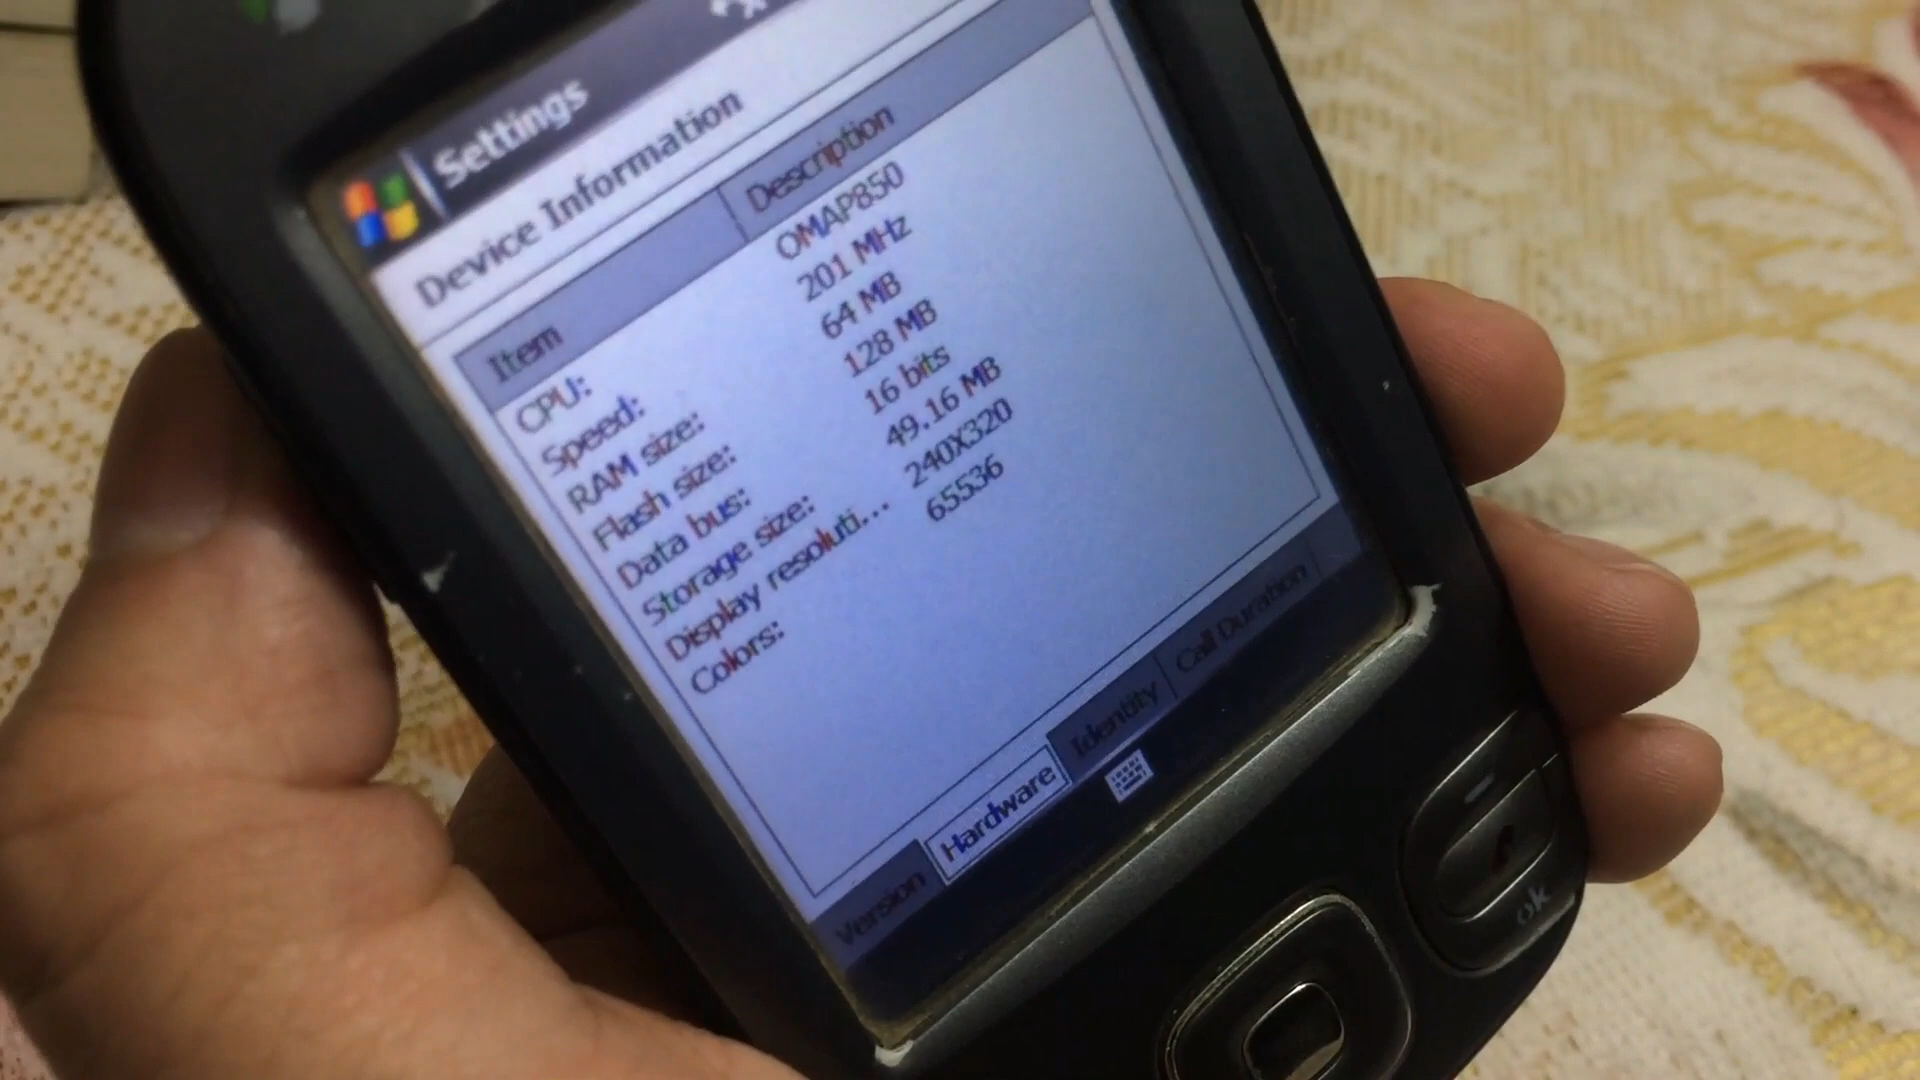 Settings
Device Information
Item Description
CPU: OMAP850
Speed: 201 MHz
RAM size: 64 MB
Flash size: 128 MB
Data bus: 16 bits
Storage size: 49.16 MB
Display resoluti... 240X320
Colors: 65536
Version Hardware Identity Call Duration
ok